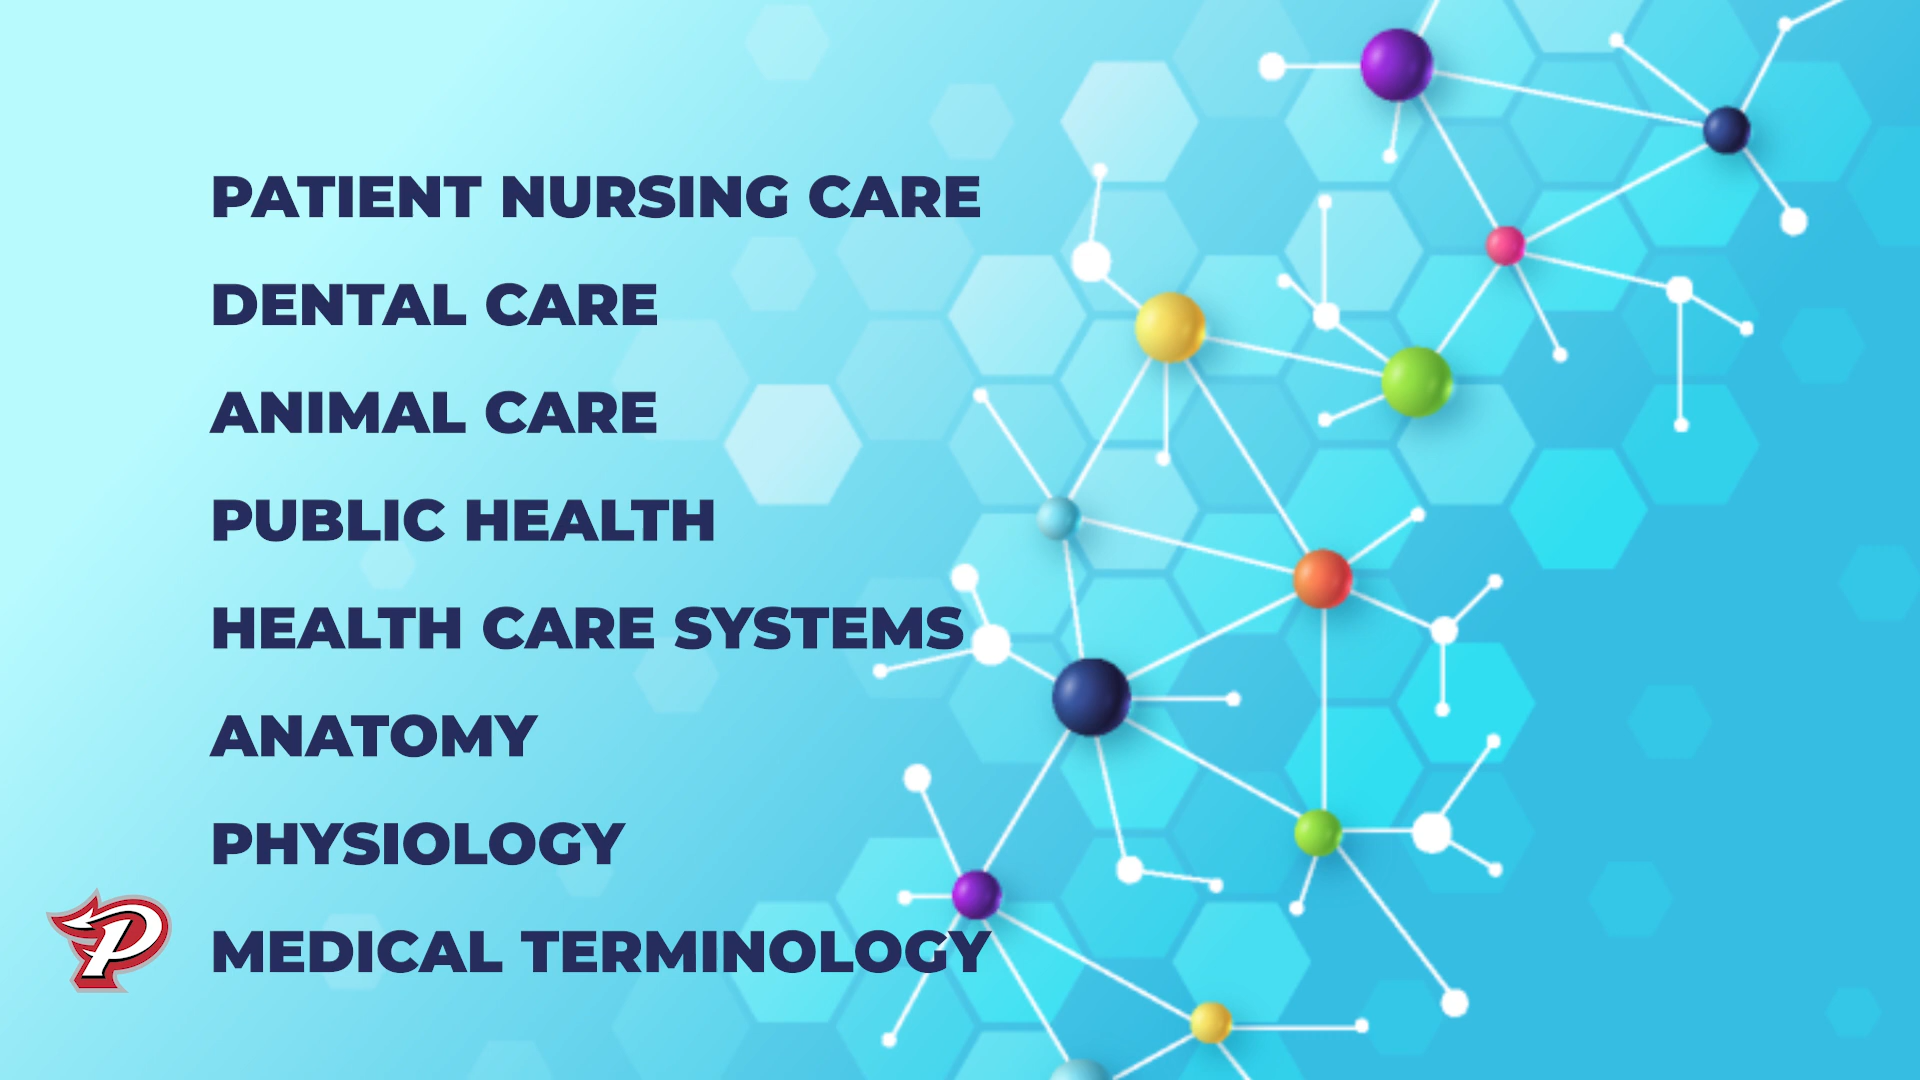 PATIENT NURSING CARE
DENTAL CARE
ANIMAL CARE
PUBLIC HEALTH
HEALTH CARE SYSTEMS
ANATOMY
PHYSIOLOGY
P
MEDICAL TERMINOLOGY